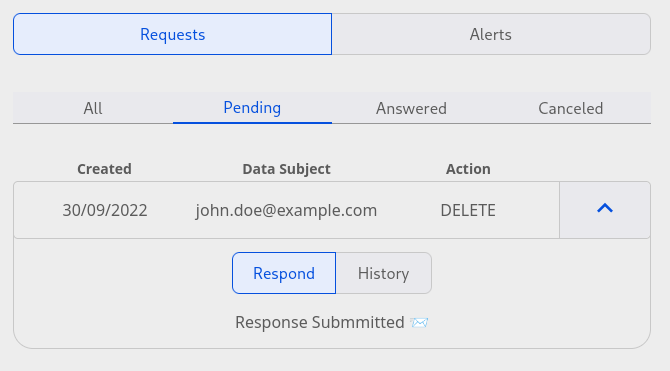 Requests Alerts
All Pending Answered Canceled
Created Data Subject Action
30/09/2022 john.doe@example.com DELETE
Respond History
Response Submmitted 📨